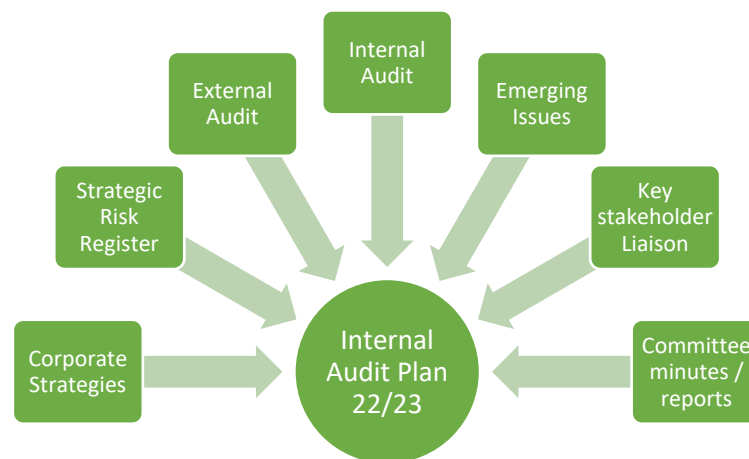 Internal
Audit
External
Audit
Emerging
Issues
Strategic
Risk
Register
Key
stakeholder
Liaison
Corporate
Strategies
Internal
Audit Plan
22/23
Committee
minutes /
reports